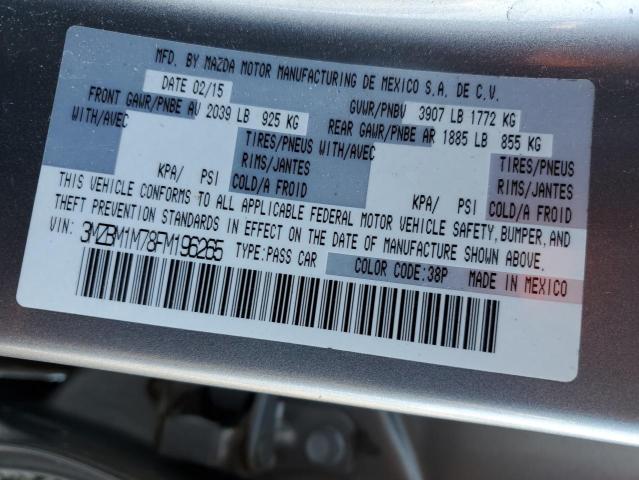 MFD. BY MAZDA MOTOR MANUFACTURING DE MEXICO S.A. DE C.V.
DATE 02/15 GVWR/PNBV 3907 LB 1772 KG
FRONT GAWR/PNBE AV 2039 LB 925 KG REAR GAWR/PNBE AR 1885 LB 855 KG
WITH/AVEC TIRES/PNEUS WITH/AVEC TIRES/PNEUS
RIMS/JANTES RIMS/JANTES
KPA/ PSI COLD/A FROID KPA/ PSI COLD/A FROID
THIS VEHICLE CONFORMS TO ALL APPLICABLE FEDERAL MOTOR VEHICLE SAFETY, BUMPER, AND
THEFT PREVENTION STANDARDS IN EFFECT ON THE DATE OF MANUFACTURE SHOWN ABOVE.
VIN: 3MZBM1M78FM196265 TYPE:PASS CAR
COLOR CODE:38P MADE IN MEXICO